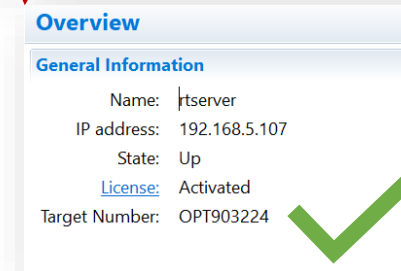 Overview
General Information
Name: rtserver
IP address: 192.168.5.107
State: Up
License: Activated
Target Number: OPT903224